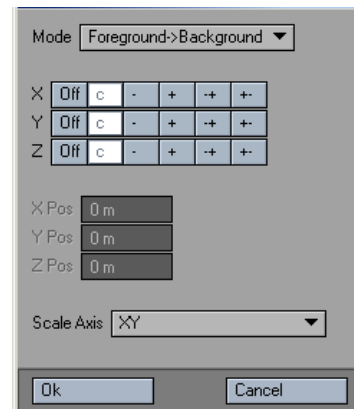 Mode Foreground->Background
X Off c - + -+ +-
Y Off c - + -+ +-
Z Off c - + -+ +-
X Pos 0 m
Y Pos 0 m
Z Pos 0 m
Scale Axis XY
Ok Cancel